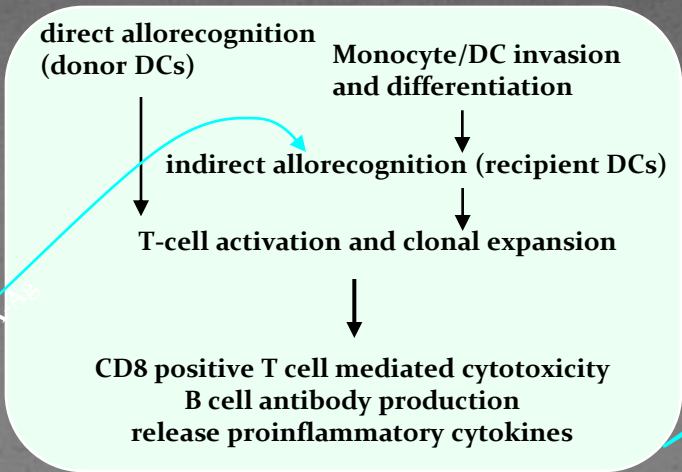 direct allorecognition
(donor DCs)
Monocyte/DC invasion
and differentiation
indirect allorecognition (recipient DCs)
T-cell activation and clonal expansion
CD8 positive T cell mediated cytotoxicity
B cell antibody production
release proinflammatory cytokines